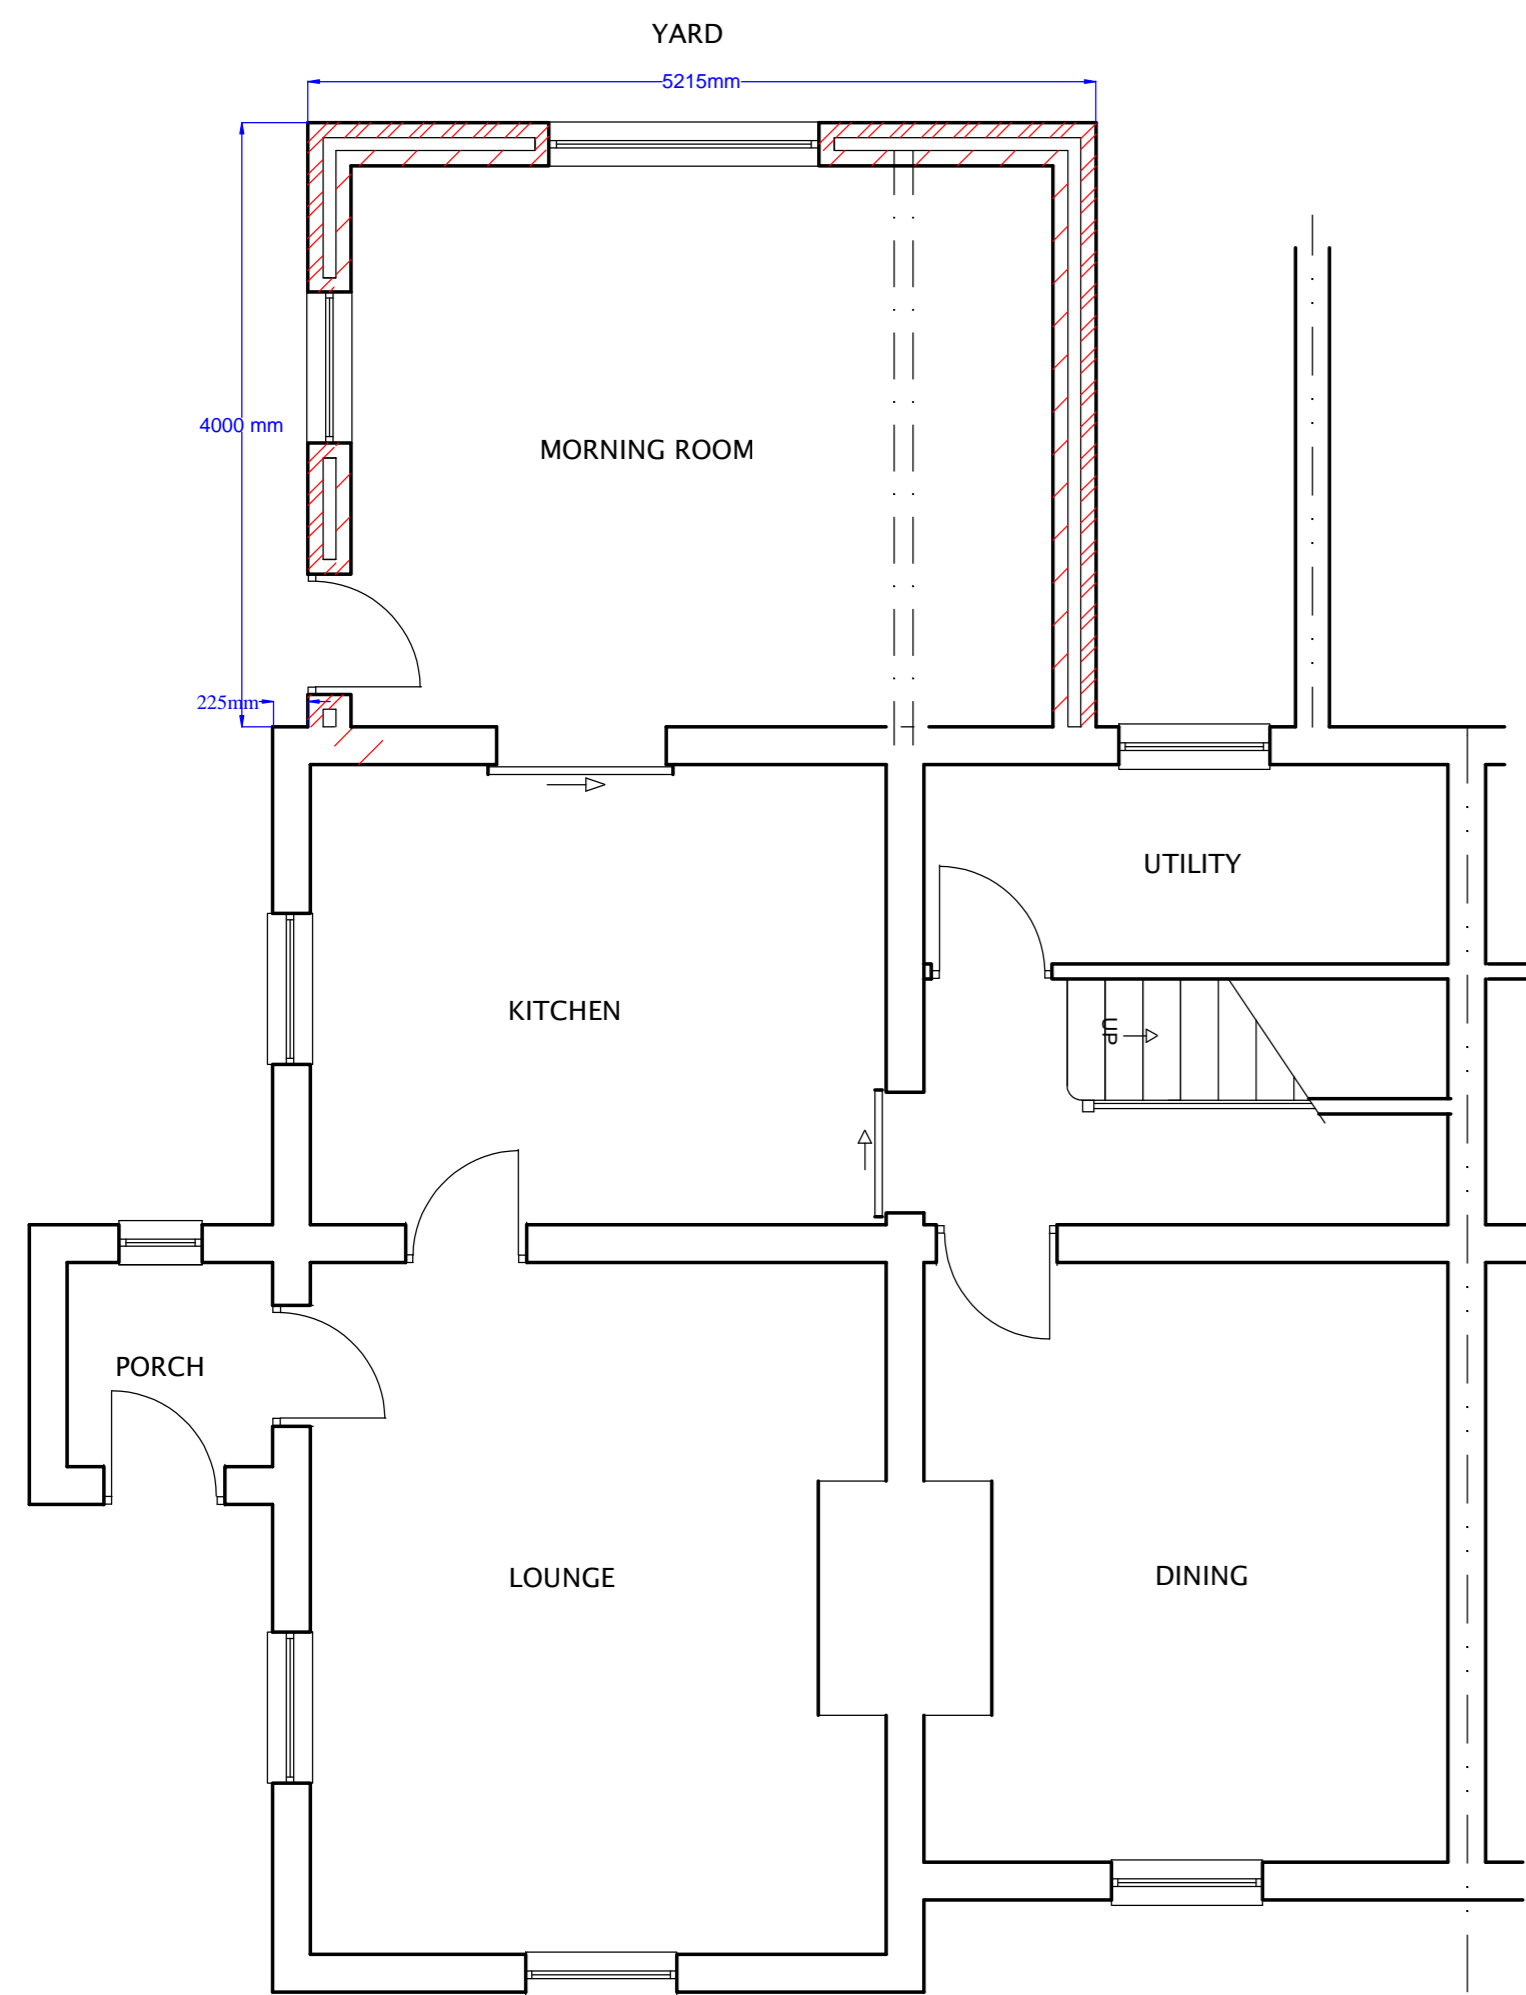 YARD
5215mm
4000 mm
MORNING ROOM
225mm
UTILITY
KITCHEN
UP
PORCH
LOUNGE
DINING